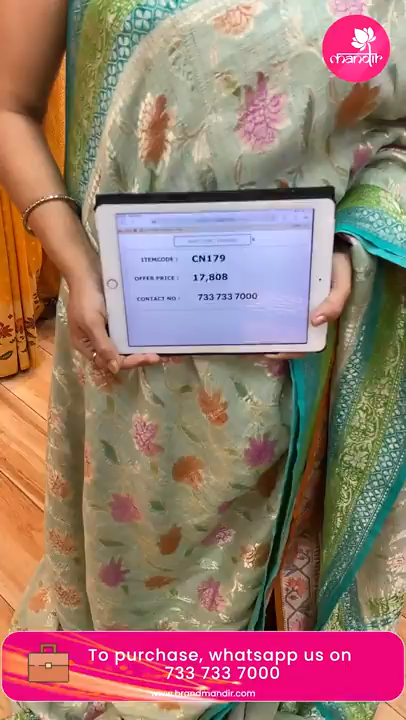 mandir
ITEMCODE : CN179
OFFER PRICE : 17,808
CONTACT NO : 733 733 7000
To purchase, whatsapp us on
733 733 7000
www.brandmandir.com